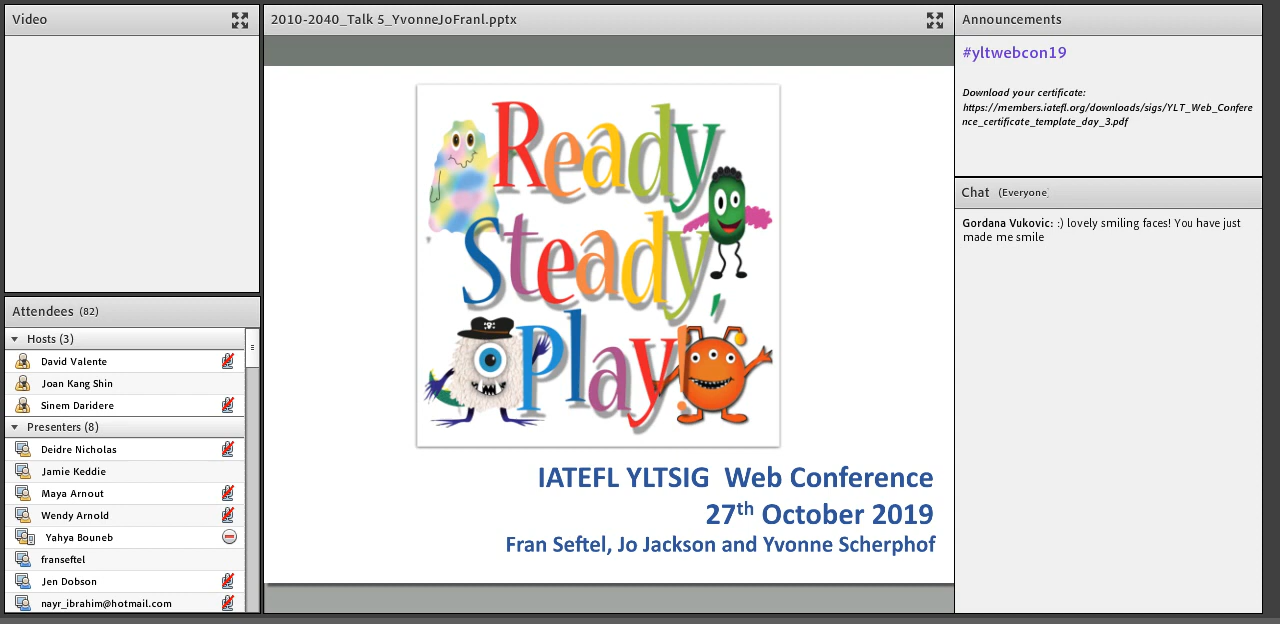 Video
Attendees (82)
Hosts (3)
David Valente
Joan Kang Shin
Sinem Daridere
Presenters (8)
Deidre Nicholas
Jamie Keddie
Maya Arnout
Wendy Arnold
Yahya Bouneb
franseftel
Jen Dobson
nayr_ibrahim@hotmail.com
2010-2040_Talk 5_YvonneJoFranl.pptx
Ready,
Steady,
Play!
IATEFL YLTSIG Web Conference
27th October 2019
Fran Seftel, Jo Jackson and Yvonne Scherphof
Announcements
#yltwebcon19
Download your certificate:
https://members.iatefl.org/downloads/sigs/YLT_Web_Confere
nce_certificate_template_day_3.pdf
Chat (Everyone)
Gordana Vukovic: :) lovely smiling faces! You have just
made me smile